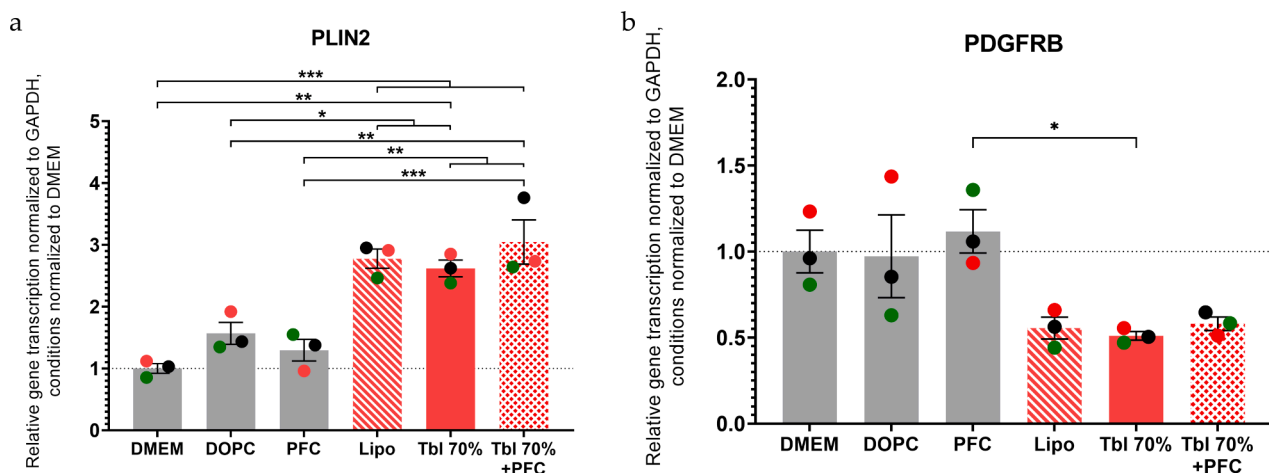 a
PLIN2
Relative gene transcription normalized to GAPDH,
conditions normalized to DMEM
***
**
*
**
**
***
5
4
3
2
1
0
DMEM DOPC PFC Lipo Tbl 70% Tbl 70%
+PFC
b
PDGFRB
Relative gene transcription normalized to GAPDH,
conditions normalized to DMEM
*
2.0
1.5
1.0
0.5
0.0
DMEM DOPC PFC Lipo Tbl 70% Tbl 70%
+PFC